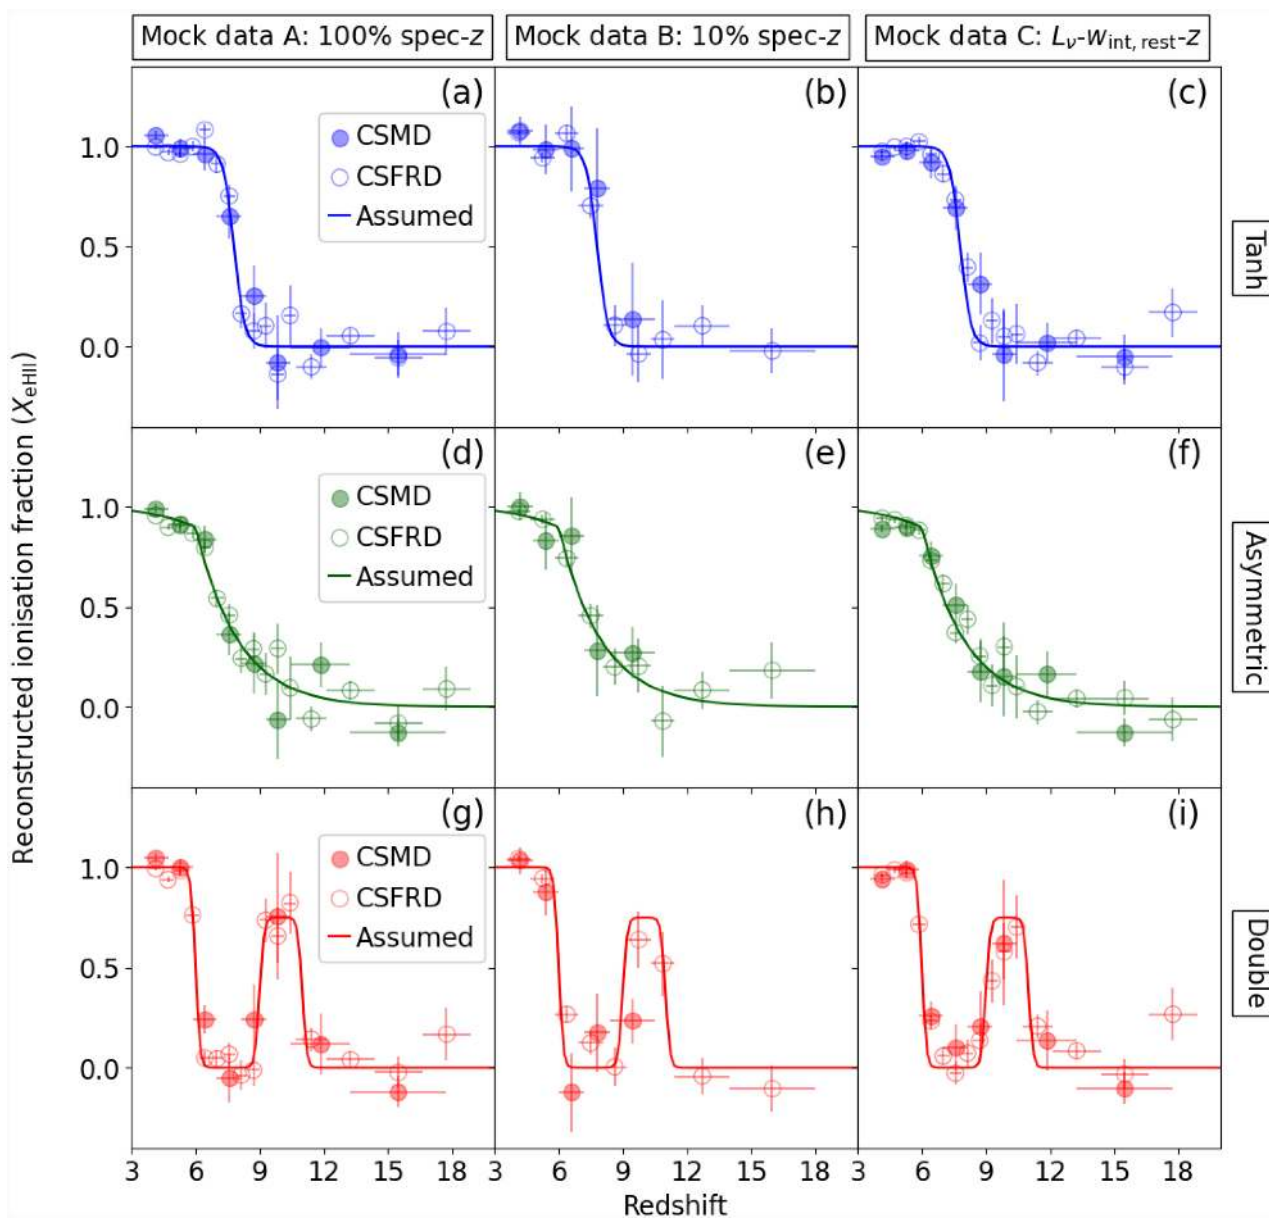 Mock data A: 100% spec-z
Mock data B: 10% spec-z
Mock data C: Lν-wint, rest-z
(a)
(b)
(c)
CSMD
CSFRD
Assumed
1.0
0.5
0.0
Tanh
(d)
(e)
(f)
CSMD
CSFRD
Assumed
1.0
0.5
0.0
Asymmetric
Reconstructed ionisation fraction (XeHII)
(g)
(h)
(i)
CSMD
CSFRD
Assumed
1.0
0.5
0.0
Double
3 6 9 12 15 18 3 6 9 12 15 18 3 6 9 12 15 18
Redshift